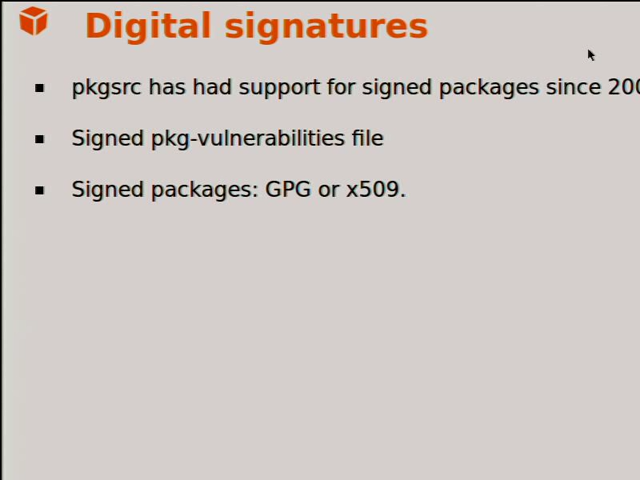 Digital signatures
pkgsrc has had support for signed packages since
Signed pkg-vulnerabilities file
Signed packages: GPG or x509.